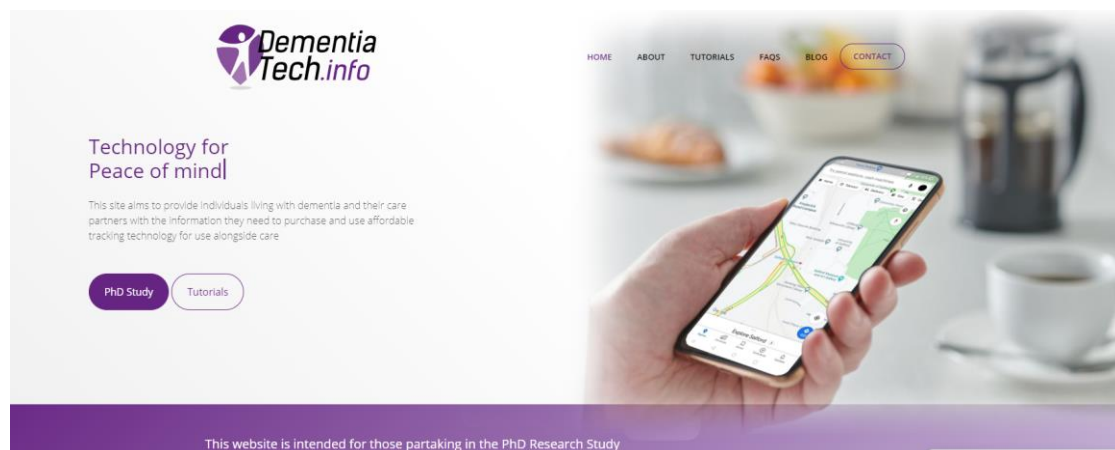 Dementia
Tech.info
HOME ABOUT TUTORIALS FAQS BLOG CONTACT
Technology for
Peace of mind
This site aims to provide individuals living with dementia and their care
partners with the information they need to purchase and use affordable
tracking technology for use alongside care
PhD Study Tutorials
Explore Salford
This website is intended for those partaking in the PhD Research Study